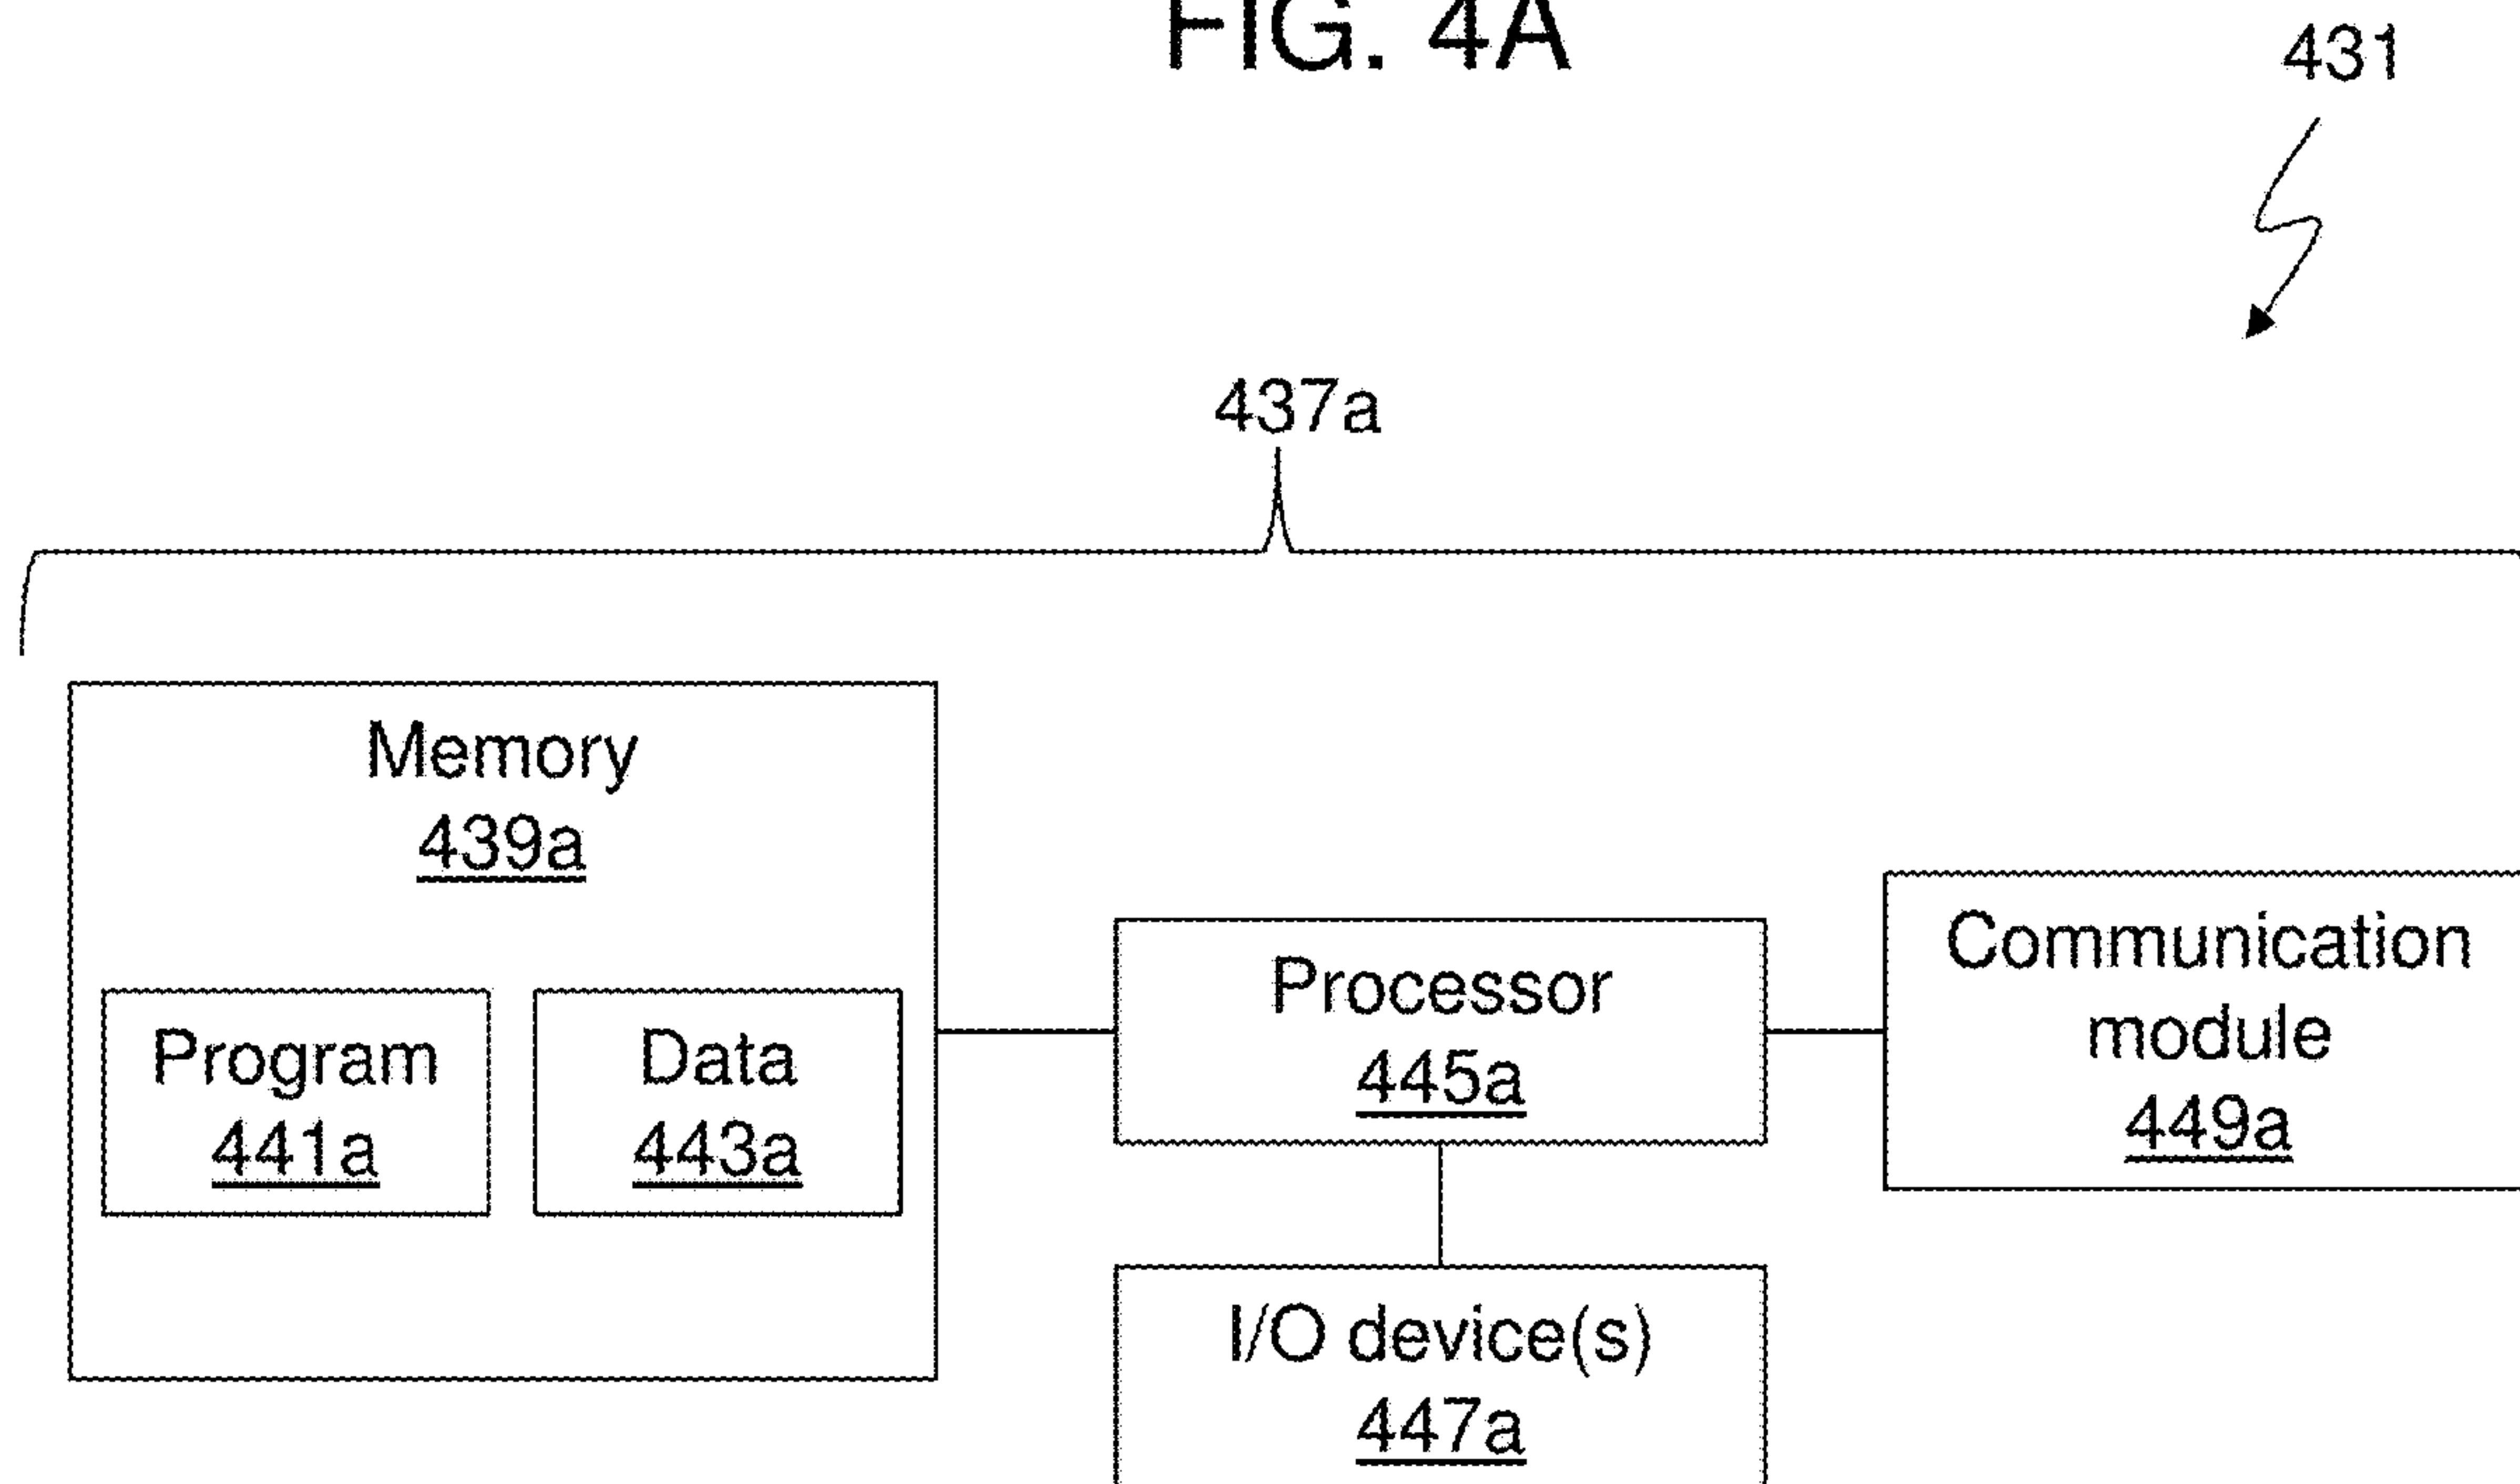 FIG. 4A
431
437a
Memory
439a
Program
441a
Data
443a
Processor
445a
Communication
module
449a
I/O device(s)
447a